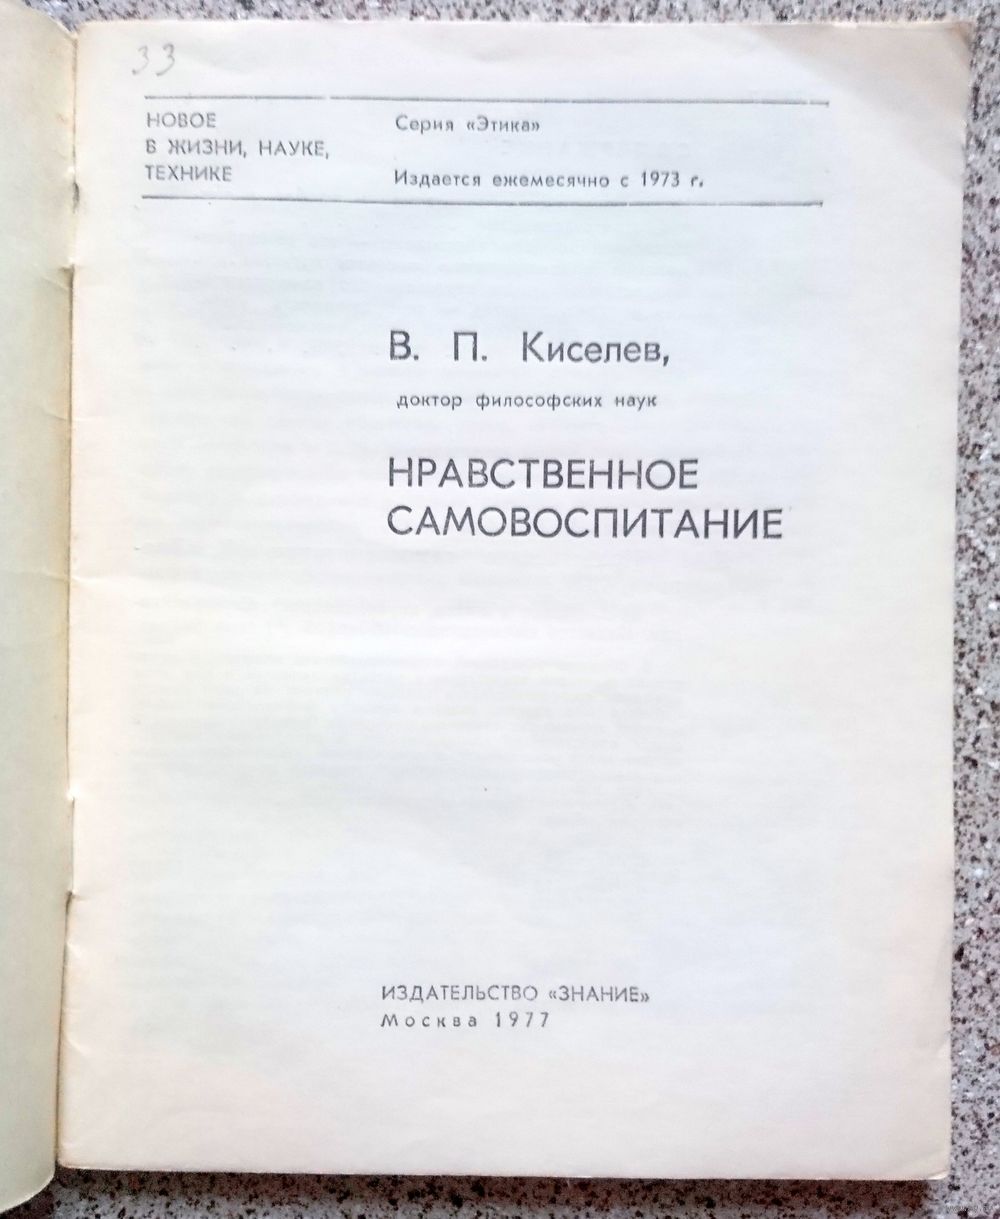 33
НОВОЕ
В ЖИЗНИ, НАУКЕ,
ТЕХНИКЕ
Серия «Этика»
Издается ежемесячно с 1973 г.
В. П. Киселев,
доктор философских наук
НРАВСТВЕННОЕ
САМОВОСПИТАНИЕ
ИЗДАТЕЛЬСТВО «ЗНАНИЕ»
Москва 1977